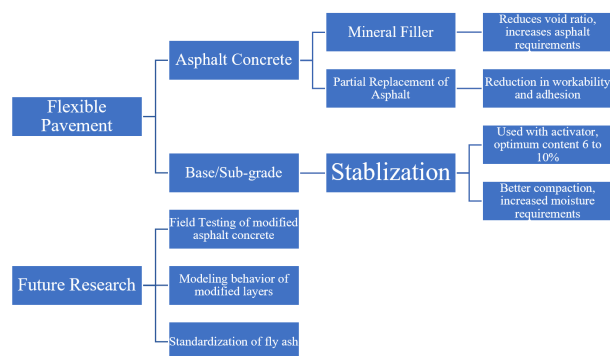 Flexible
Pavement
Asphalt Concrete
Mineral Filler
Reduces void ratio,
increases asphalt
requirements
Partial Replacement of
Asphalt
Reduction in workability
and adhesion
Base/Sub-grade
Stablization
Used with activator,
optimum content 6 to
10%
Better compaction,
increased moisture
requirements
Future Research
Field Testing of modified
asphalt concrete
Modeling behavior of
modified layers
Standardization of fly ash